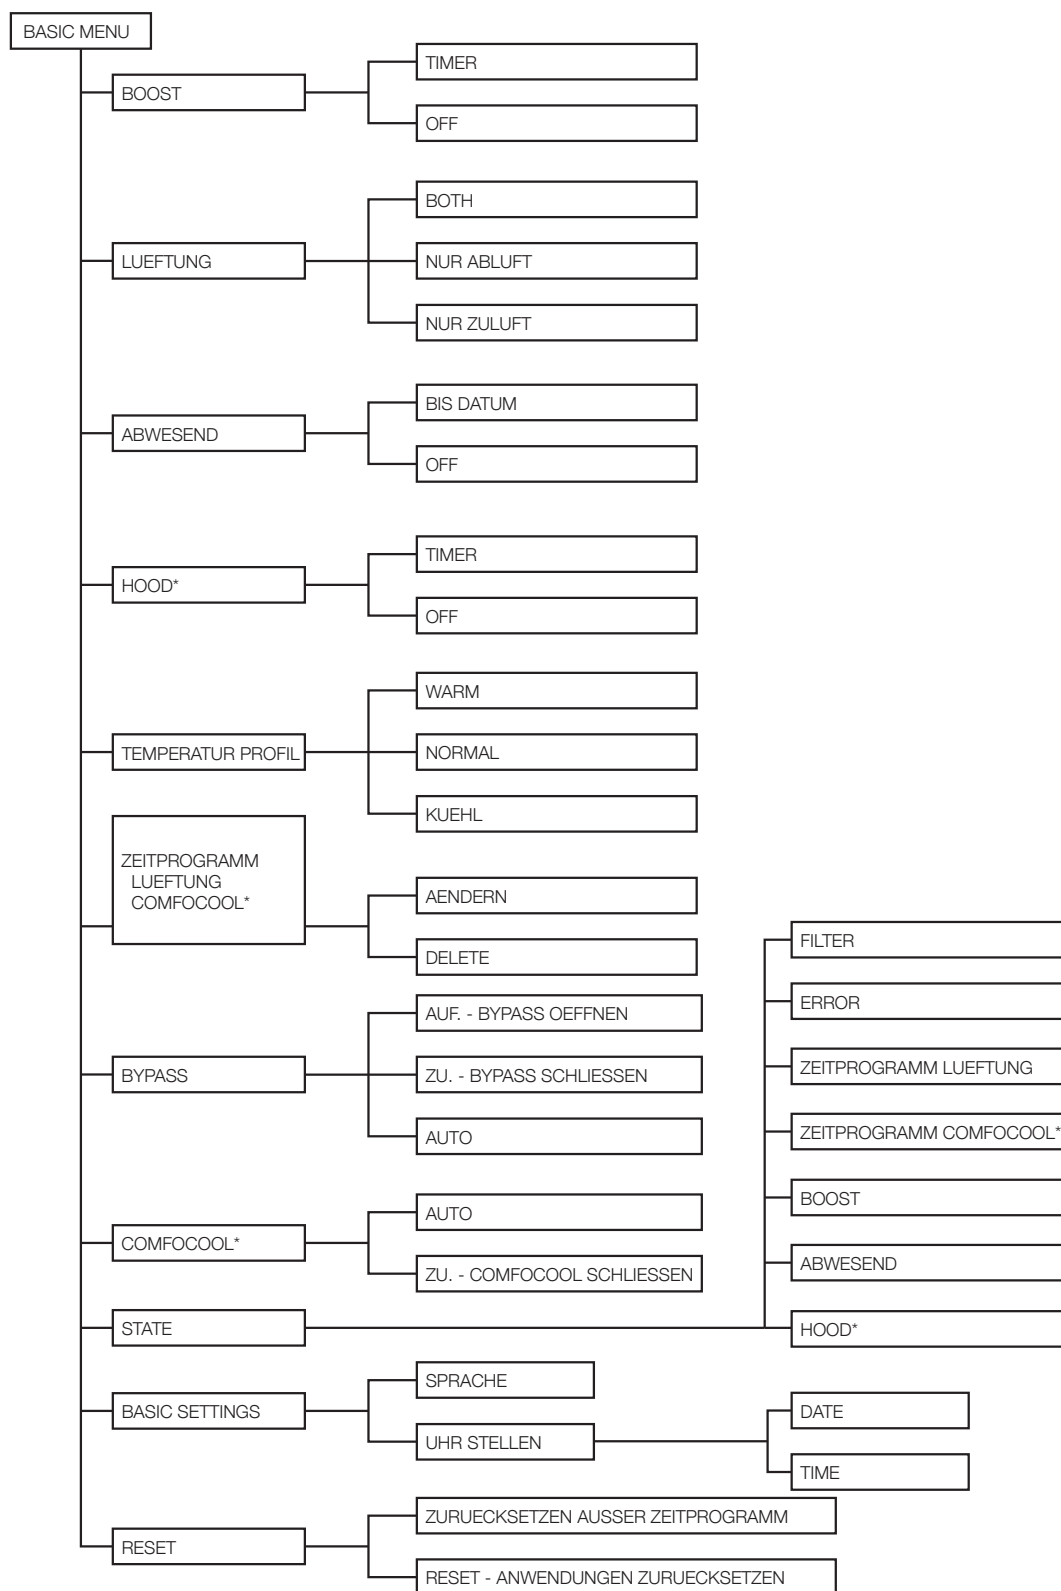 BASIC MENU
BOOST
TIMER
OFF
LUEFTUNG
BOTH
NUR ABLUFT
NUR ZULUFT
ABWESEND
BIS DATUM
OFF
HOOD*
TIMER
OFF
TEMPERATUR PROFIL
WARM
NORMAL
KUEHL
ZEITPROGRAMM
LUEFTUNG
COMFOCOOL*
AENDERN
DELETE
BYPASS
AUF. - BYPASS OEFFNEN
ZU. - BYPASS SCHLIESSEN
AUTO
COMFOCOOL*
AUTO
ZU. - COMFOCOOL SCHLIESSEN
STATE
FILTER
ERROR
ZEITPROGRAMM LUEFTUNG
ZEITPROGRAMM COMFOCOOL*
BOOST
ABWESEND
HOOD*
BASIC SETTINGS
SPRACHE
UHR STELLEN
DATE
TIME
RESET
ZURUECKSETZEN AUSSER ZEITPROGRAMM
RESET - ANWENDUNGEN ZURUECKSETZEN